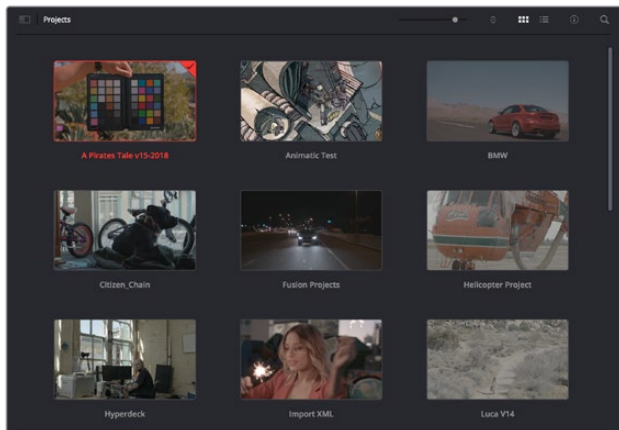 Projects
A Pirates Tale v15-2018
Animatic Test
BMW
Citizen_Chain
Fusion Projects
Helicopter Project
Hyperdeck
Import XML
Luca V14